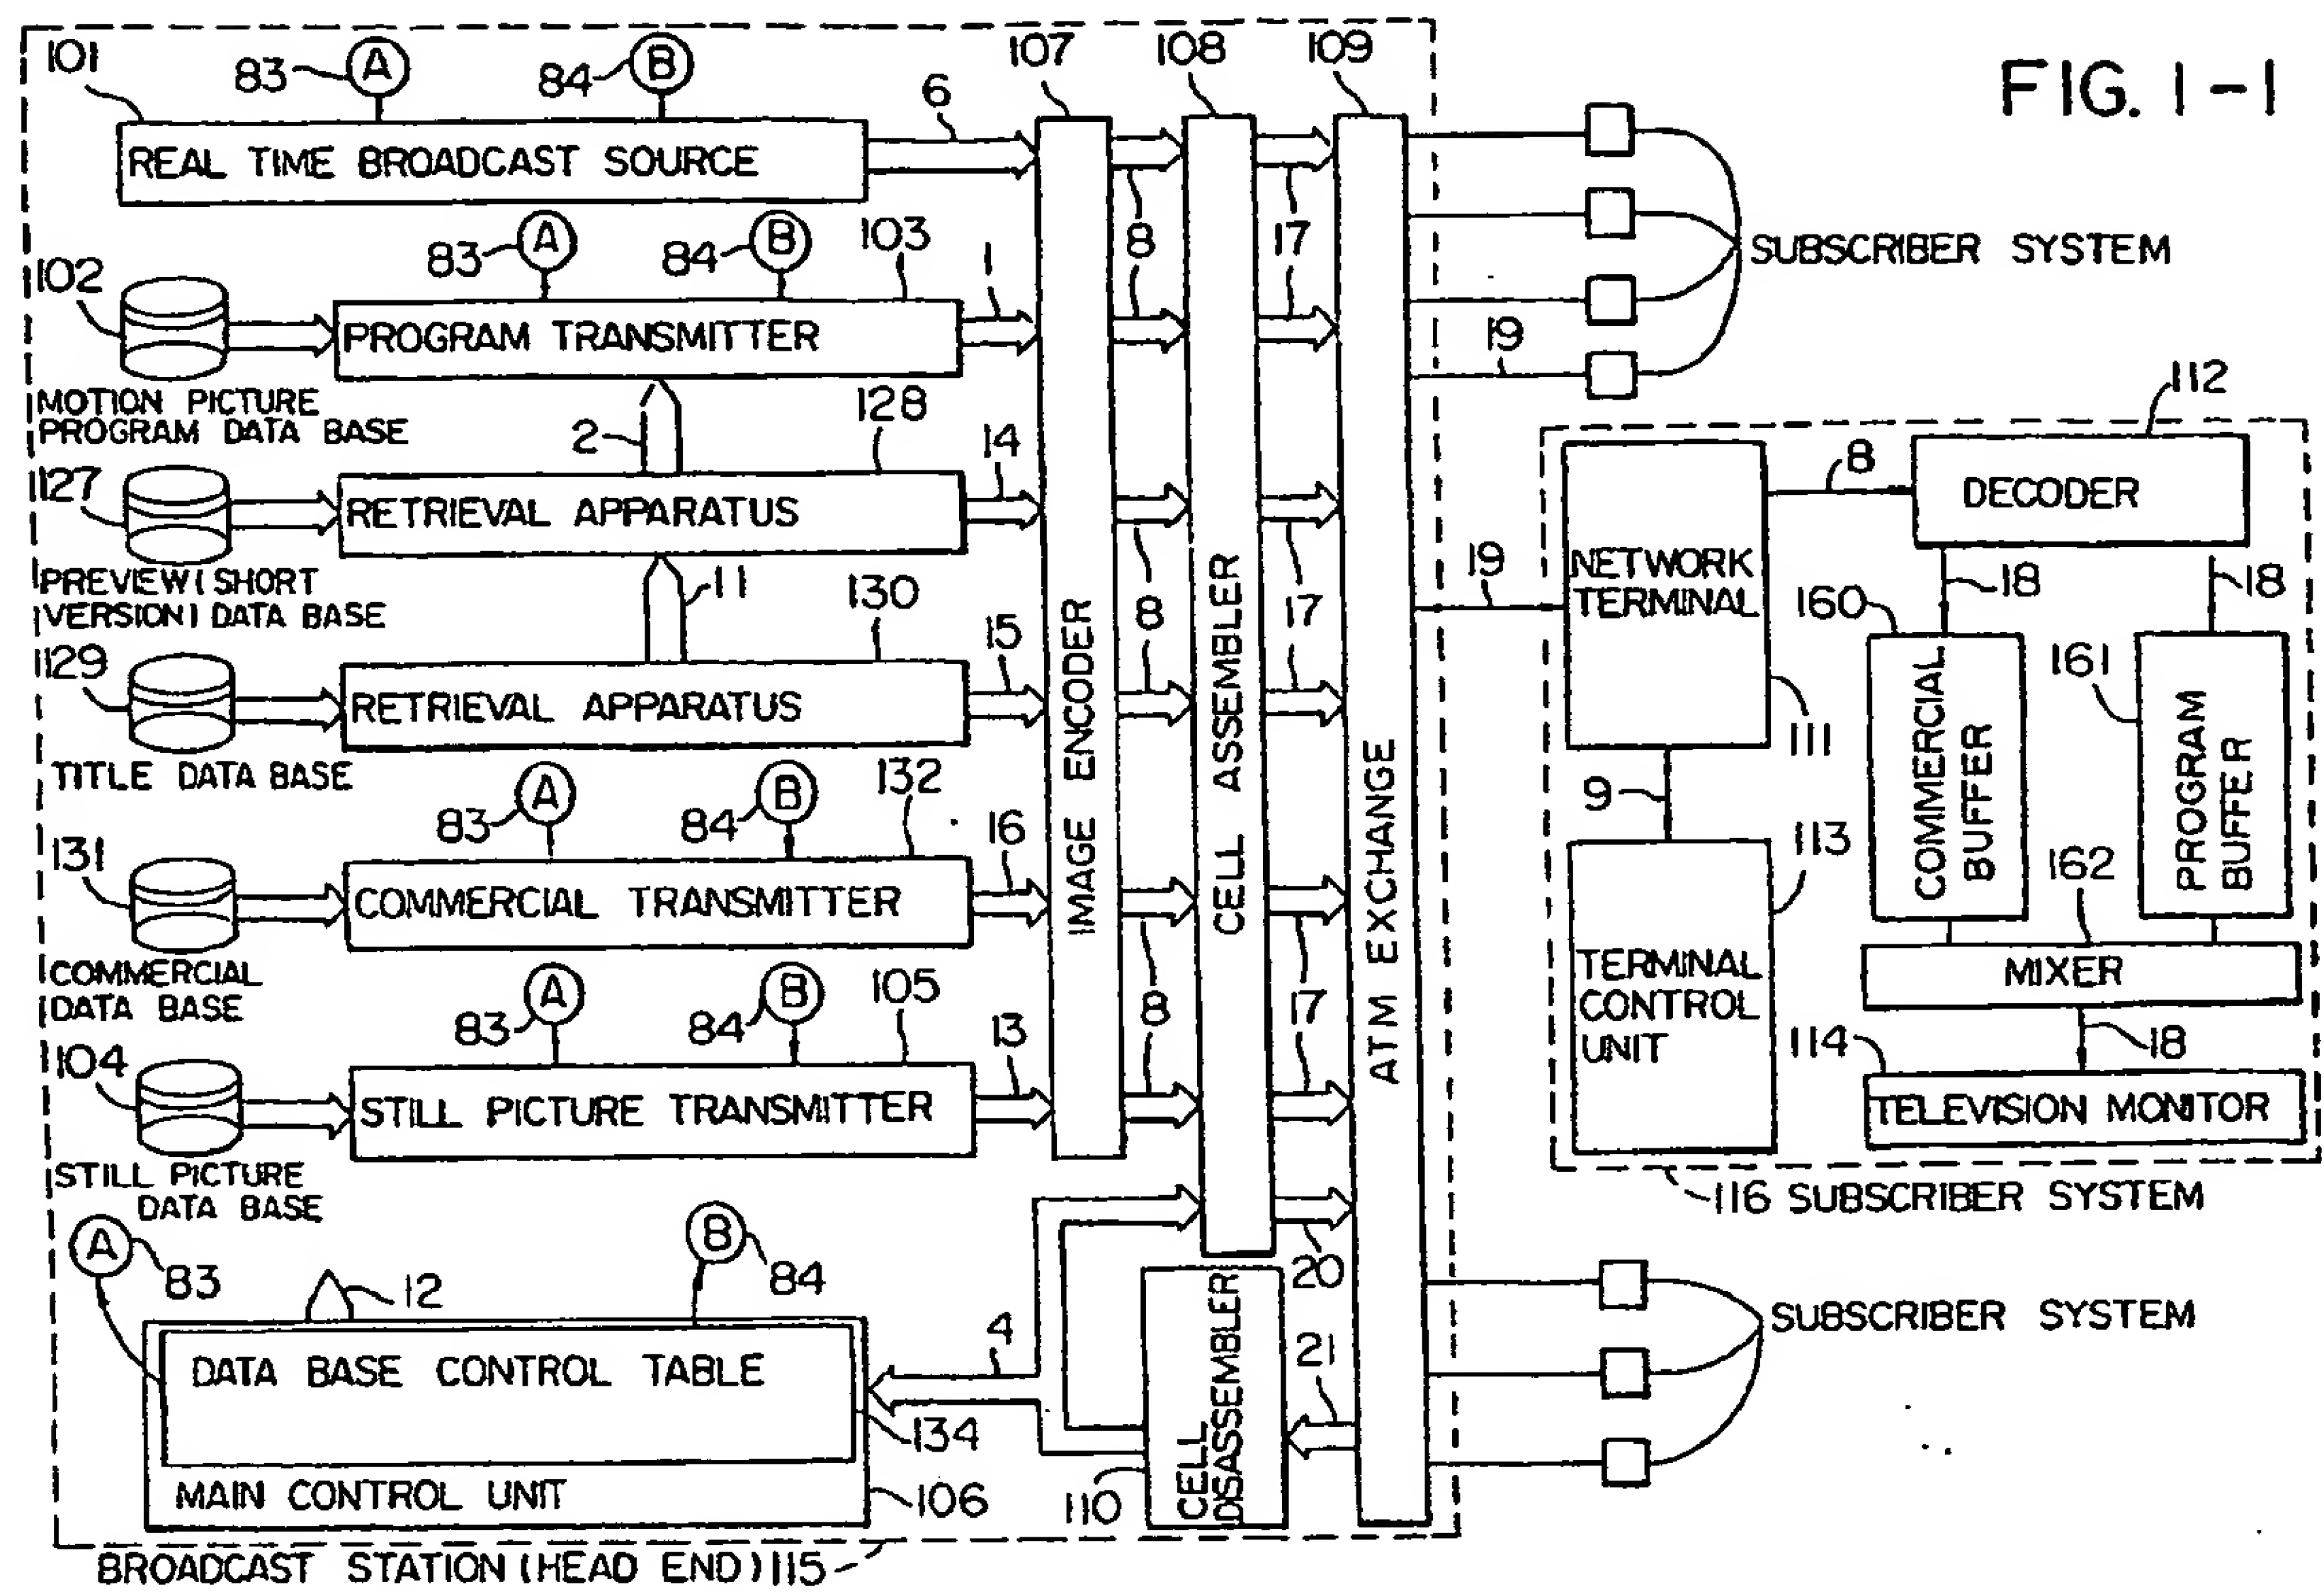 FIG. 1-1
101
83
A
84
B
6
107
108
109
REAL TIME BROADCAST SOURCE
8
17
SUBSCRIBER SYSTEM
102
83
A
84
B
103
1
PROGRAM TRANSMITTER
19
MOTION PICTURE
PROGRAM DATA BASE
2
128
14
112
127
RETRIEVAL APPARATUS
8
DECODER
PREVIEW (SHORT
VERSION) DATA BASE
11
130
8
17
19
NETWORK
TERMINAL
160
18
18
129
15
8
17
RETRIEVAL APPARATUS
161
111
TITLE DATA BASE
IMAGE ENCODER
CELL ASSEMBLER
ATM EXCHANGE
COMMERCIAL
BUFFER
PROGRAM
BUFFER
83
A
84
B
132
16
9
131
COMMERCIAL TRANSMITTER
113
162
COMMERCIAL
DATA BASE
8
17
TERMINAL
CONTROL
UNIT
MIXER
83
A
84
B
105
13
8
17
114
18
104
STILL PICTURE TRANSMITTER
TELEVISION MONITOR
STILL PICTURE
DATA BASE
116 SUBSCRIBER SYSTEM
A
83
12
B
84
20
4
21
SUBSCRIBER SYSTEM
DATA BASE CONTROL TABLE
134
CELL
DISASSEMBLER
MAIN CONTROL UNIT
106
110
BROADCAST STATION (HEAD END) 115